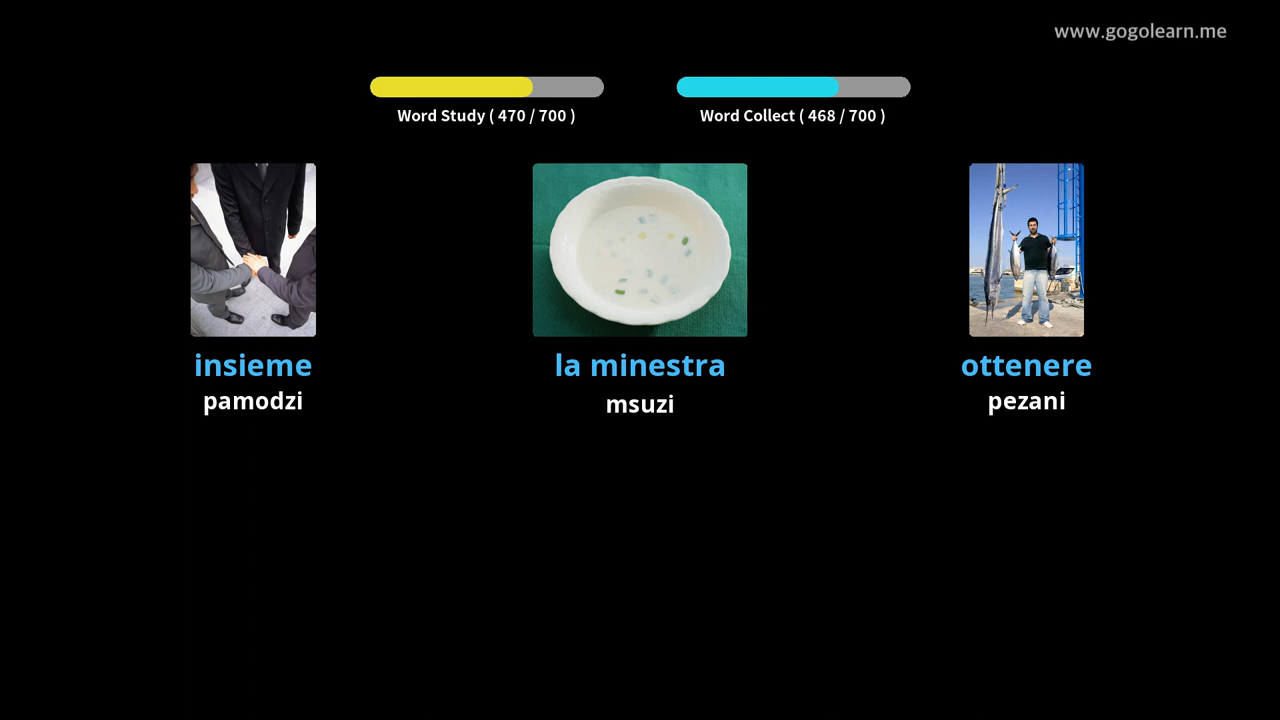 www.gogolearn.me
Word Study ( 470 / 700 )
Word Collect ( 468 / 700 )
insieme
pamodzi
la minestra
msuzi
ottenere
pezani